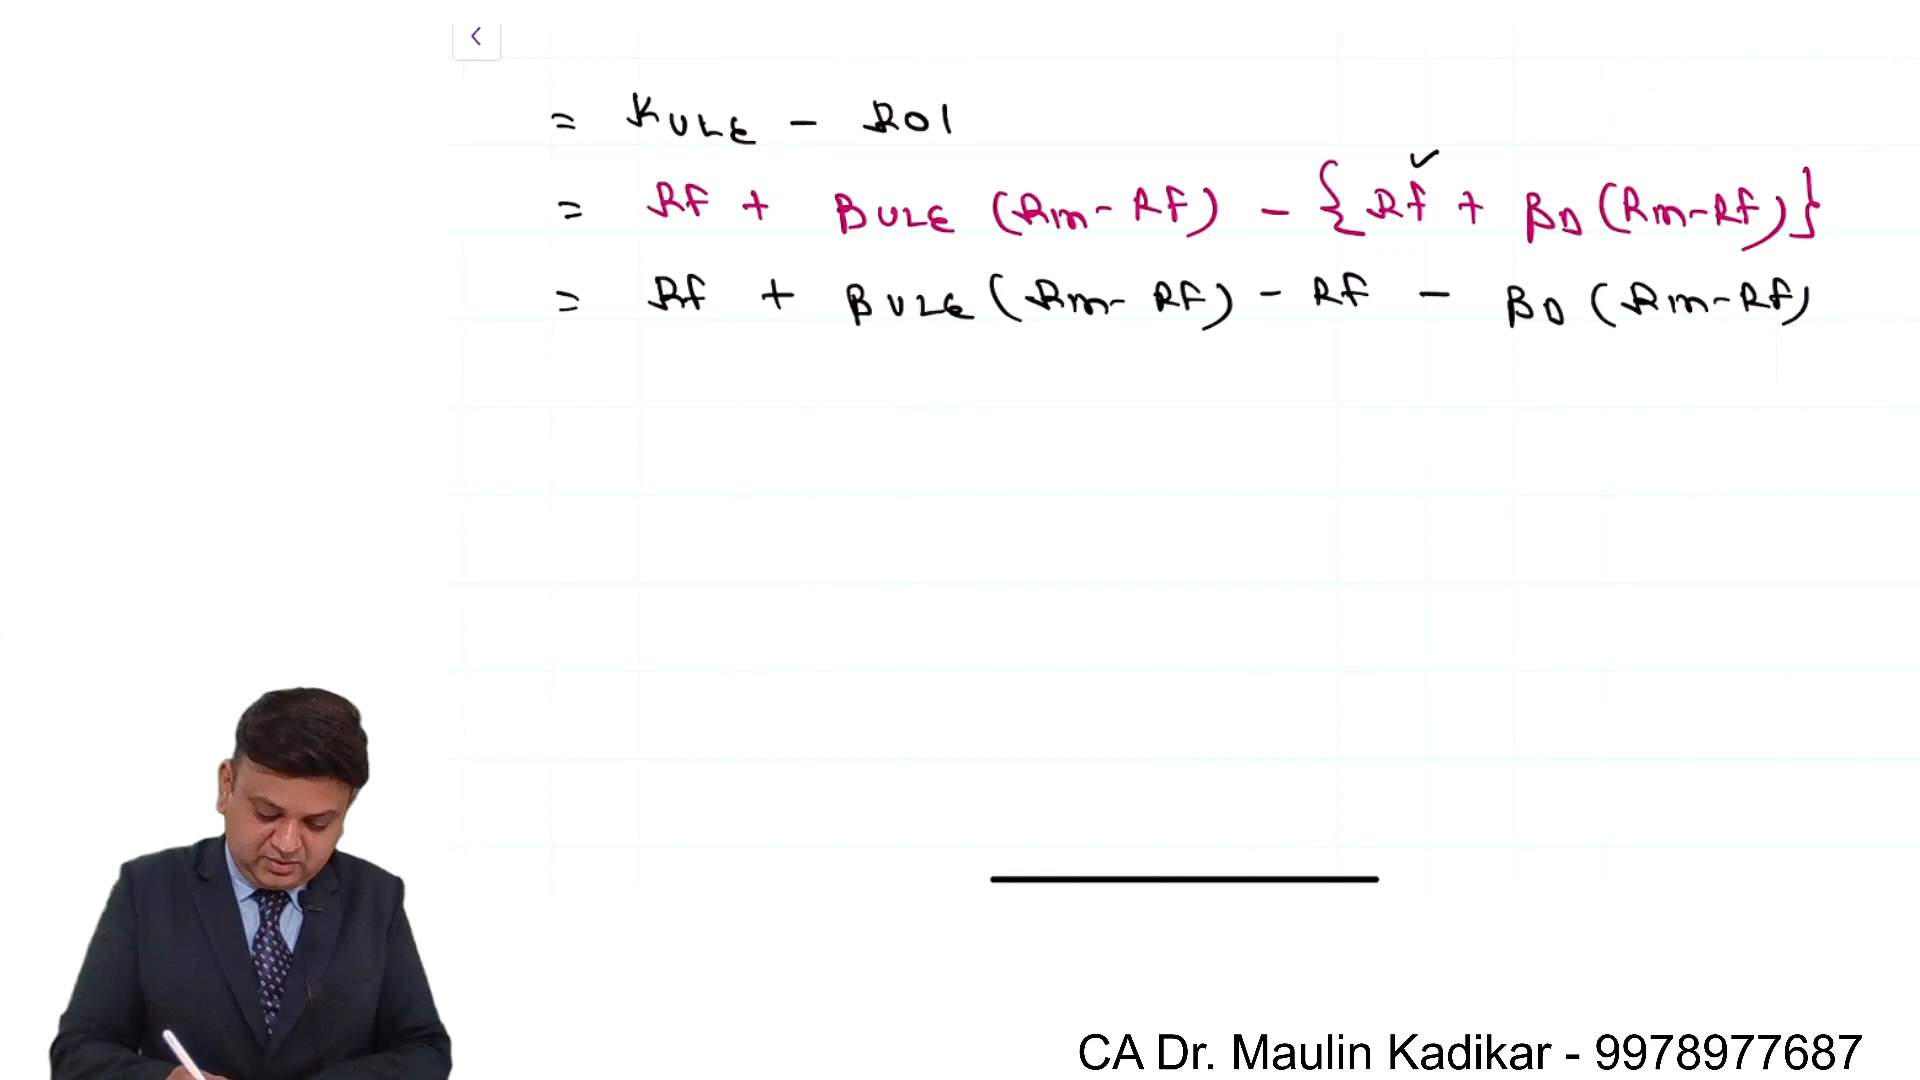 = KULE - ROI
= Rf + BULE (Rm-Rf) - {Rf + BD (Rm-Rf)}
= Rf + BULE (Rm-Rf) - Rf - BD (Rm-Rf)
CA Dr. Maulin Kadikar - 9978977687